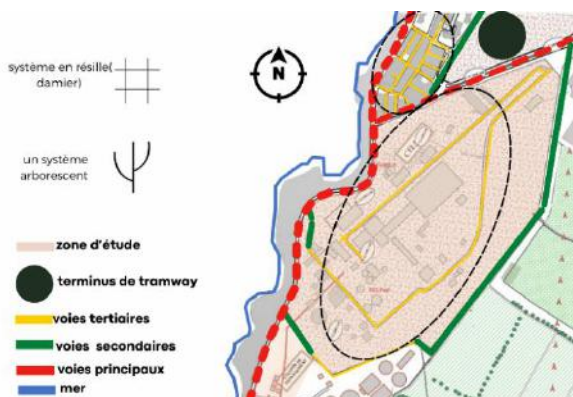 système en résille(
damier)
N
un système
arborescent
zone d'étude
terminus de tramway
voies tertiaires
voies secondaires
voies principaux
mer